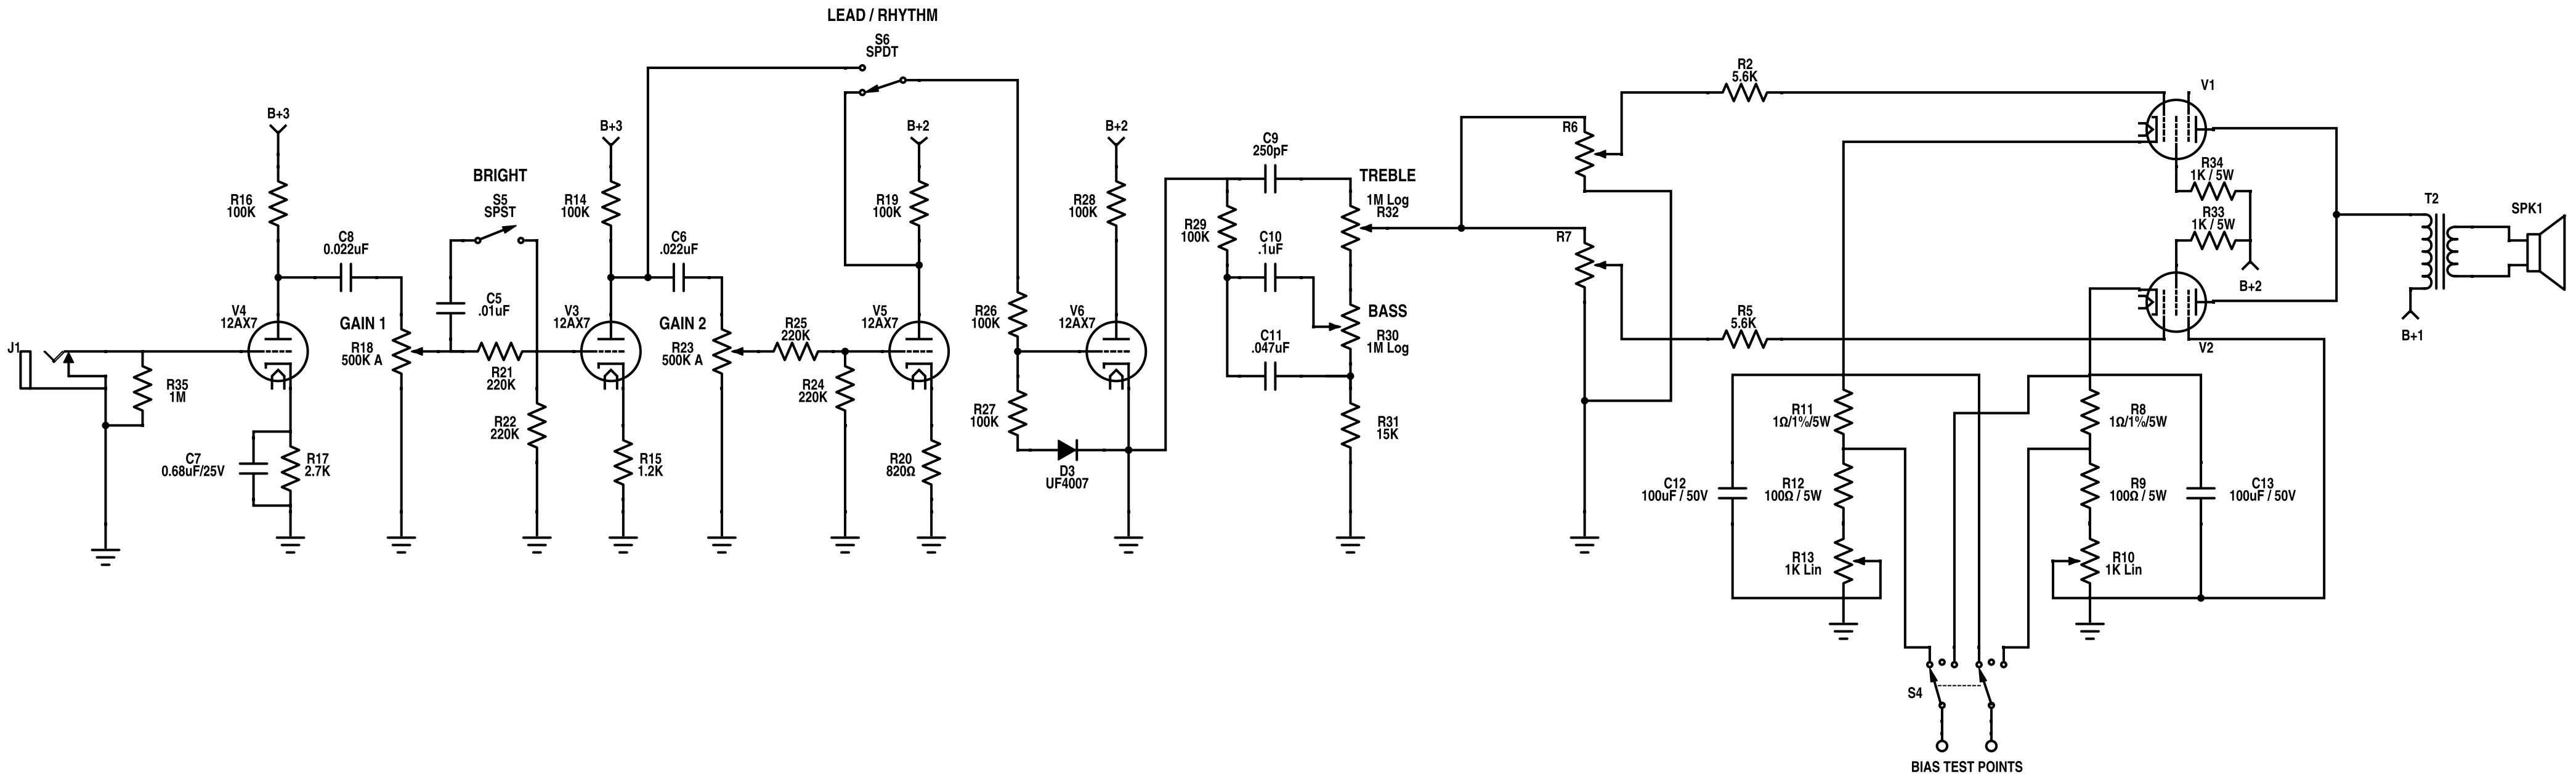 LEAD / RHYTHM
S6
SPDT
B+3
R16
100K
C8
0.022uF
V4
12AX7
J1
R35
1M
C7
0.68uF/25V
R17
2.7K
GAIN 1
R18
500K A
BRIGHT
S5
SPST
C5
.01uF
R21
220K
R22
220K
B+3
R14
100K
V3
12AX7
C6
.022uF
GAIN 2
R23
500K A
R15
1.2K
R25
220K
R24
220K
B+2
R19
100K
V5
12AX7
R20
820Ω
R26
100K
R27
100K
B+2
R28
100K
V6
12AX7
D3
UF4007
C9
250pF
R29
100K
C10
.1uF
C11
.047uF
TREBLE
1M Log
R32
BASS
R30
1M Log
R31
15K
R6
R7
R2
5.6K
R5
5.6K
V1
R34
1K / 5W
R33
1K / 5W
B+2
V2
T2
SPK1
B+1
R11
1Ω/1%/5W
R8
1Ω/1%/5W
C12
100uF / 50V
R12
100Ω / 5W
R9
100Ω / 5W
C13
100uF / 50V
R13
1K Lin
R10
1K Lin
S4
BIAS TEST POINTS